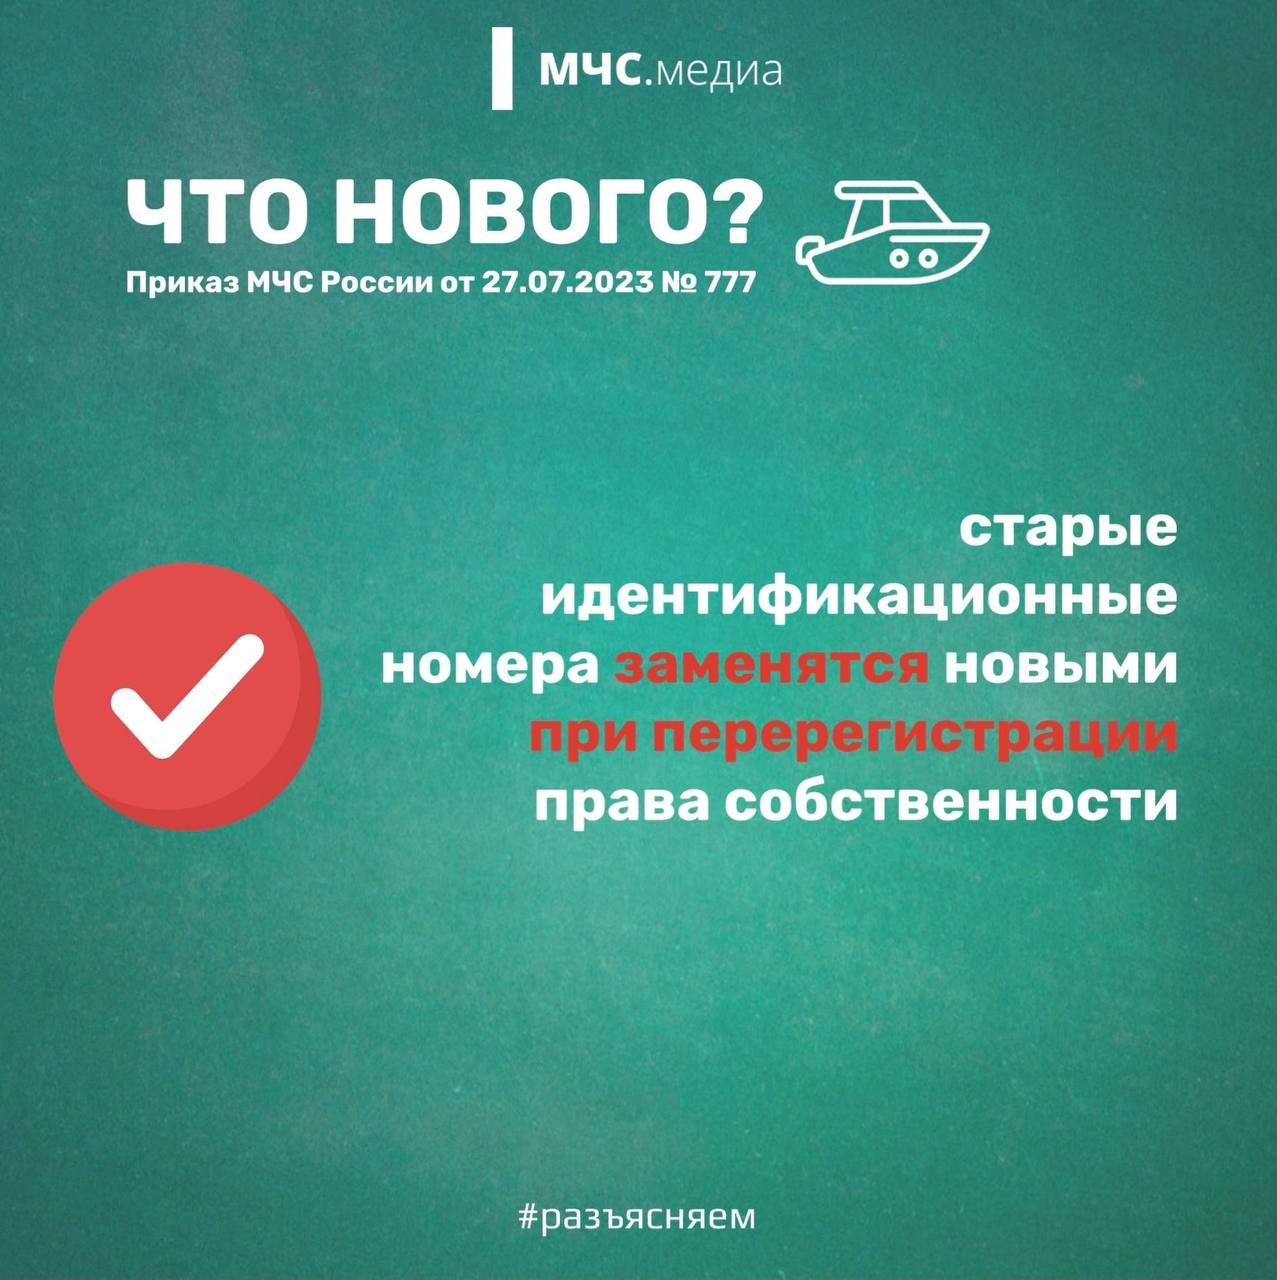 МЧС.медиа
ЧТО НОВОГО?
Приказ МЧС России от 27.07.2023 № 777
старые
идентификационные
номера заменятся новыми
при перерегистрации
права собственности
#разъясняем